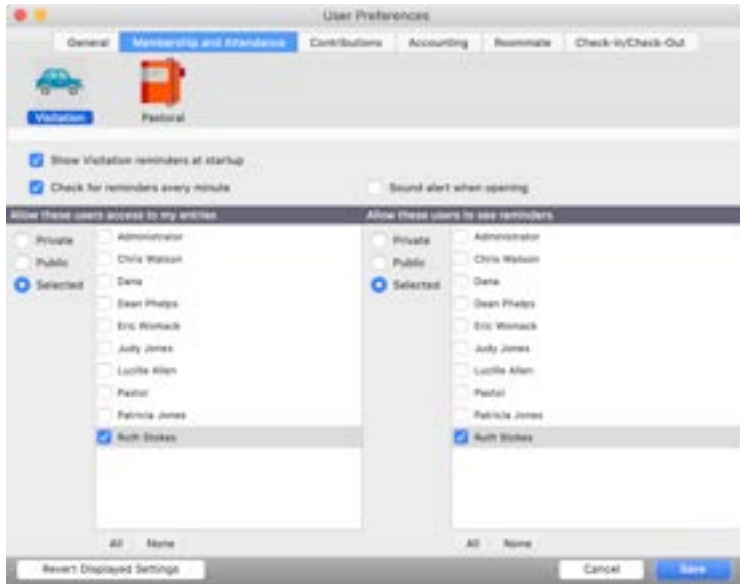 User Preferences
General Membership and Attendance Contributions Accounting Roommate Check-In/Check-Out
Visitation Pastoral
Show Visitation reminders at startup
Check for reminders every minute Sound alert when opening
Allow these users access to my entries Allow these users to see reminders
Private Administrator Private Administrator
Public Chris Watson Public Chris Watson
Selected Dana Selected Dana
Dean Phelps Dean Phelps
Eric Womack Eric Womack
Judy Jones Judy Jones
Lucille Allen Lucille Allen
Pastor Pastor
Patricia Jones Patricia Jones
Ruth Stokes Ruth Stokes
All None All None
Revert Displayed Settings Cancel Save